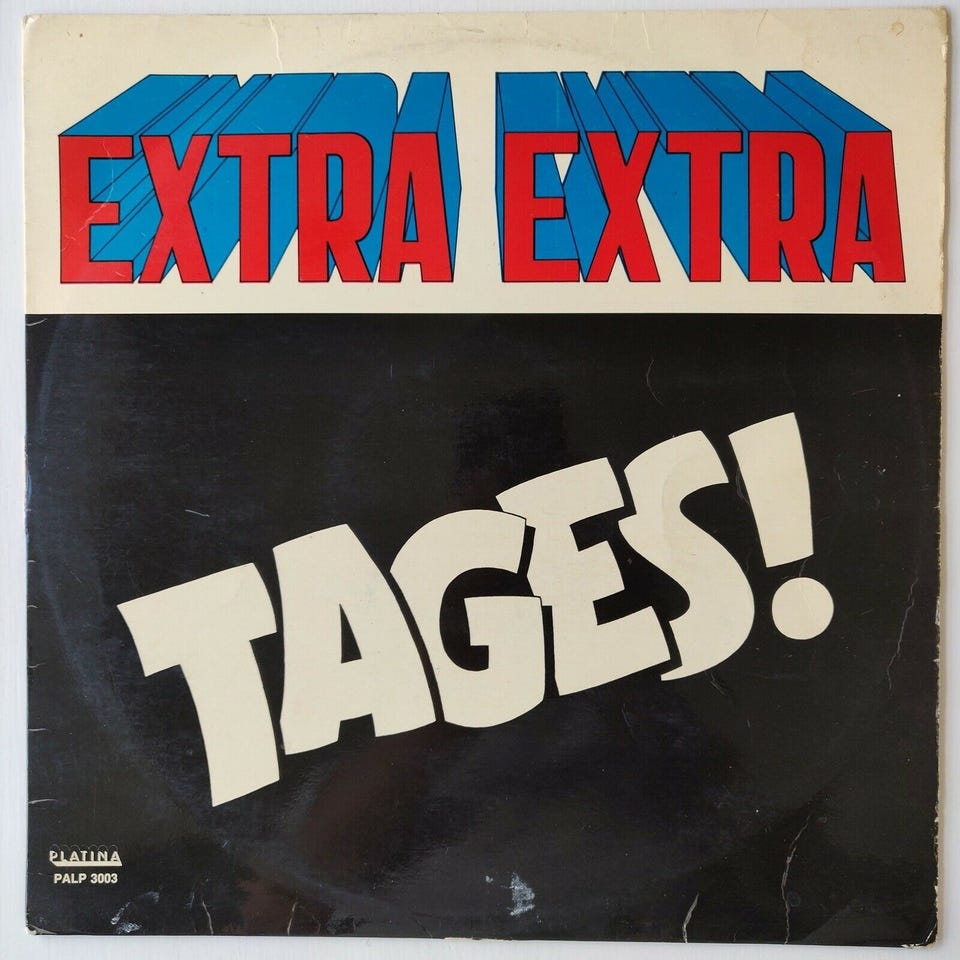 EXTRA EXTRA
TAGES!
PLATINA
PALP 3003